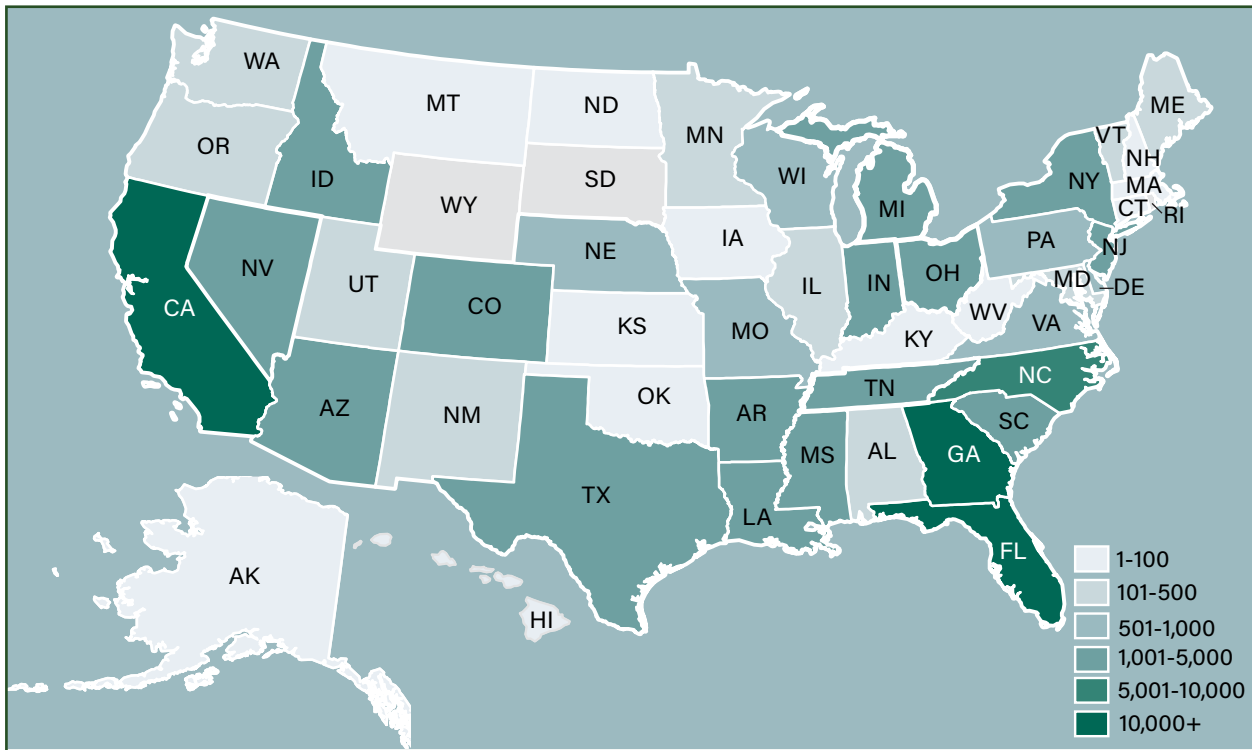 WA
MT
ND
MN
ME
VT
NH
OR
ID
WY
SD
WI
MI
NY
MA
CT
RI
NV
UT
CO
NE
IA
IL
IN
OH
PA
NJ
MD
DE
CA
KS
MO
KY
WV
VA
AZ
NM
OK
AR
TN
NC
SC
TX
LA
MS
AL
GA
FL
AK
HI
1-100
101-500
501-1,000
1,001-5,000
5,001-10,000
10,000+